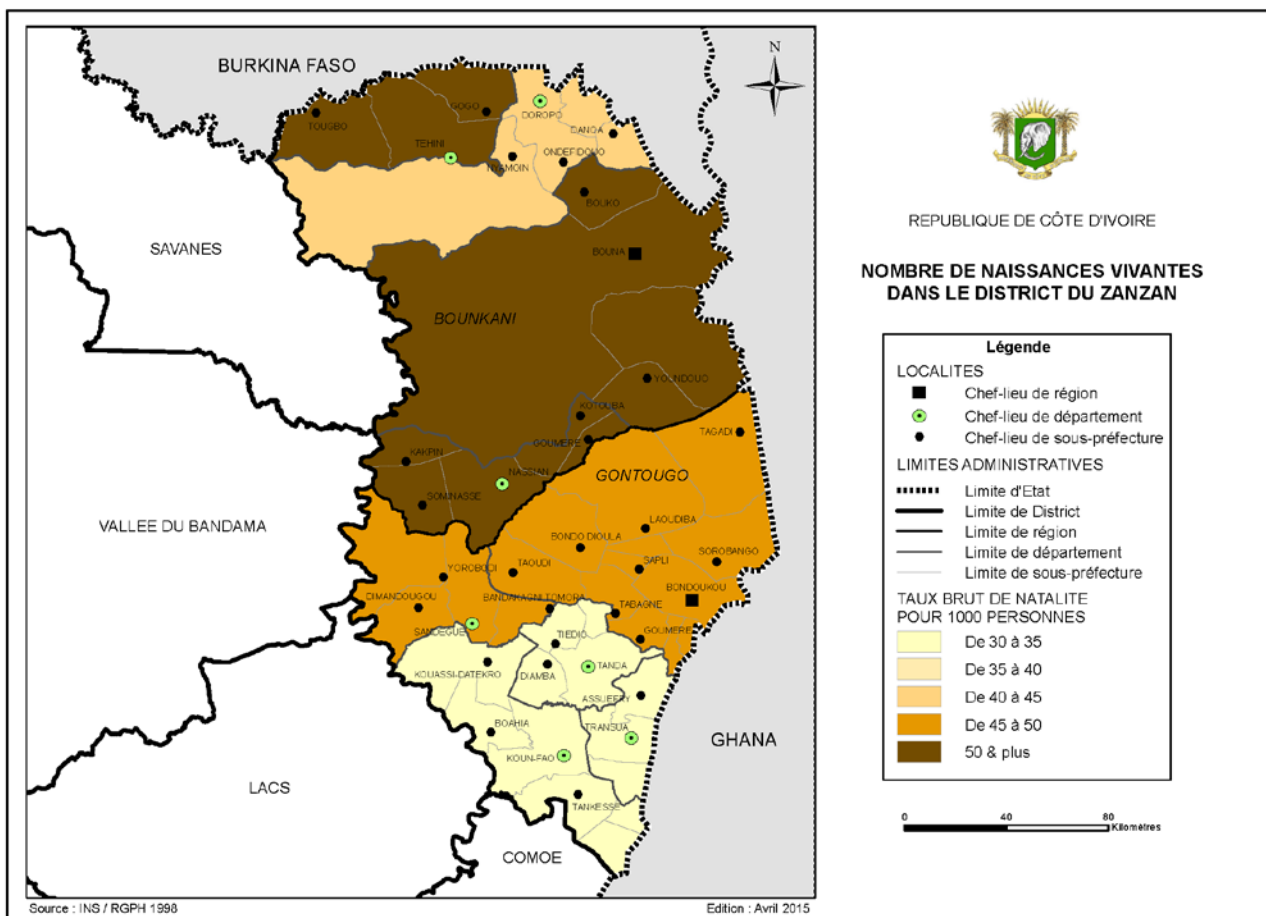 BURKINA FASO
N
TOUGBO
GOGO
DOROPO
DANOA
TEHINI
NYAMOIN
ONDEFIDOUO
BOUKO
SAVANES
BOUNA
BOUNKANI
YOUNDOUO
KOTOUBA
GOUMERE
TAGADI
KAKPIN
NASSIAN
GONTOUGO
SOMINASSE
VALLEE DU BANDAMA
LAOUDIBA
BONDO DIOULA
SOROBANGO
SAPLI
TAOUDI
YOROBODI
BONDOUKOU
DIMANDOUGOU
BANDAKAGNI TOMORA
TABAGNE
SANDEGUE
TIEDIO
GOUMERE
KOUASSI-DATEKRO
DIAMBA
TANDA
ASSUEFRY
BOAHIA
TRANSUA
GHANA
KOUN-FAO
LACS
TANKESSE
COMOE
Source : INS / RGPH 1998
Edition : Avril 2015
REPUBLIQUE DE CÔTE D'IVOIRE
NOMBRE DE NAISSANCES VIVANTES
DANS LE DISTRICT DU ZANZAN
Légende
LOCALITES
Chef-lieu de région
Chef-lieu de département
Chef-lieu de sous-préfecture
LIMITES ADMINISTRATIVES
Limite d'Etat
Limite de District
Limite de région
Limite de département
Limite de sous-préfecture
TAUX BRUT DE NATALITE
POUR 1000 PERSONNES
De 30 à 35
De 35 à 40
De 40 à 45
De 45 à 50
50 & plus
0 40 80
Kilomètres